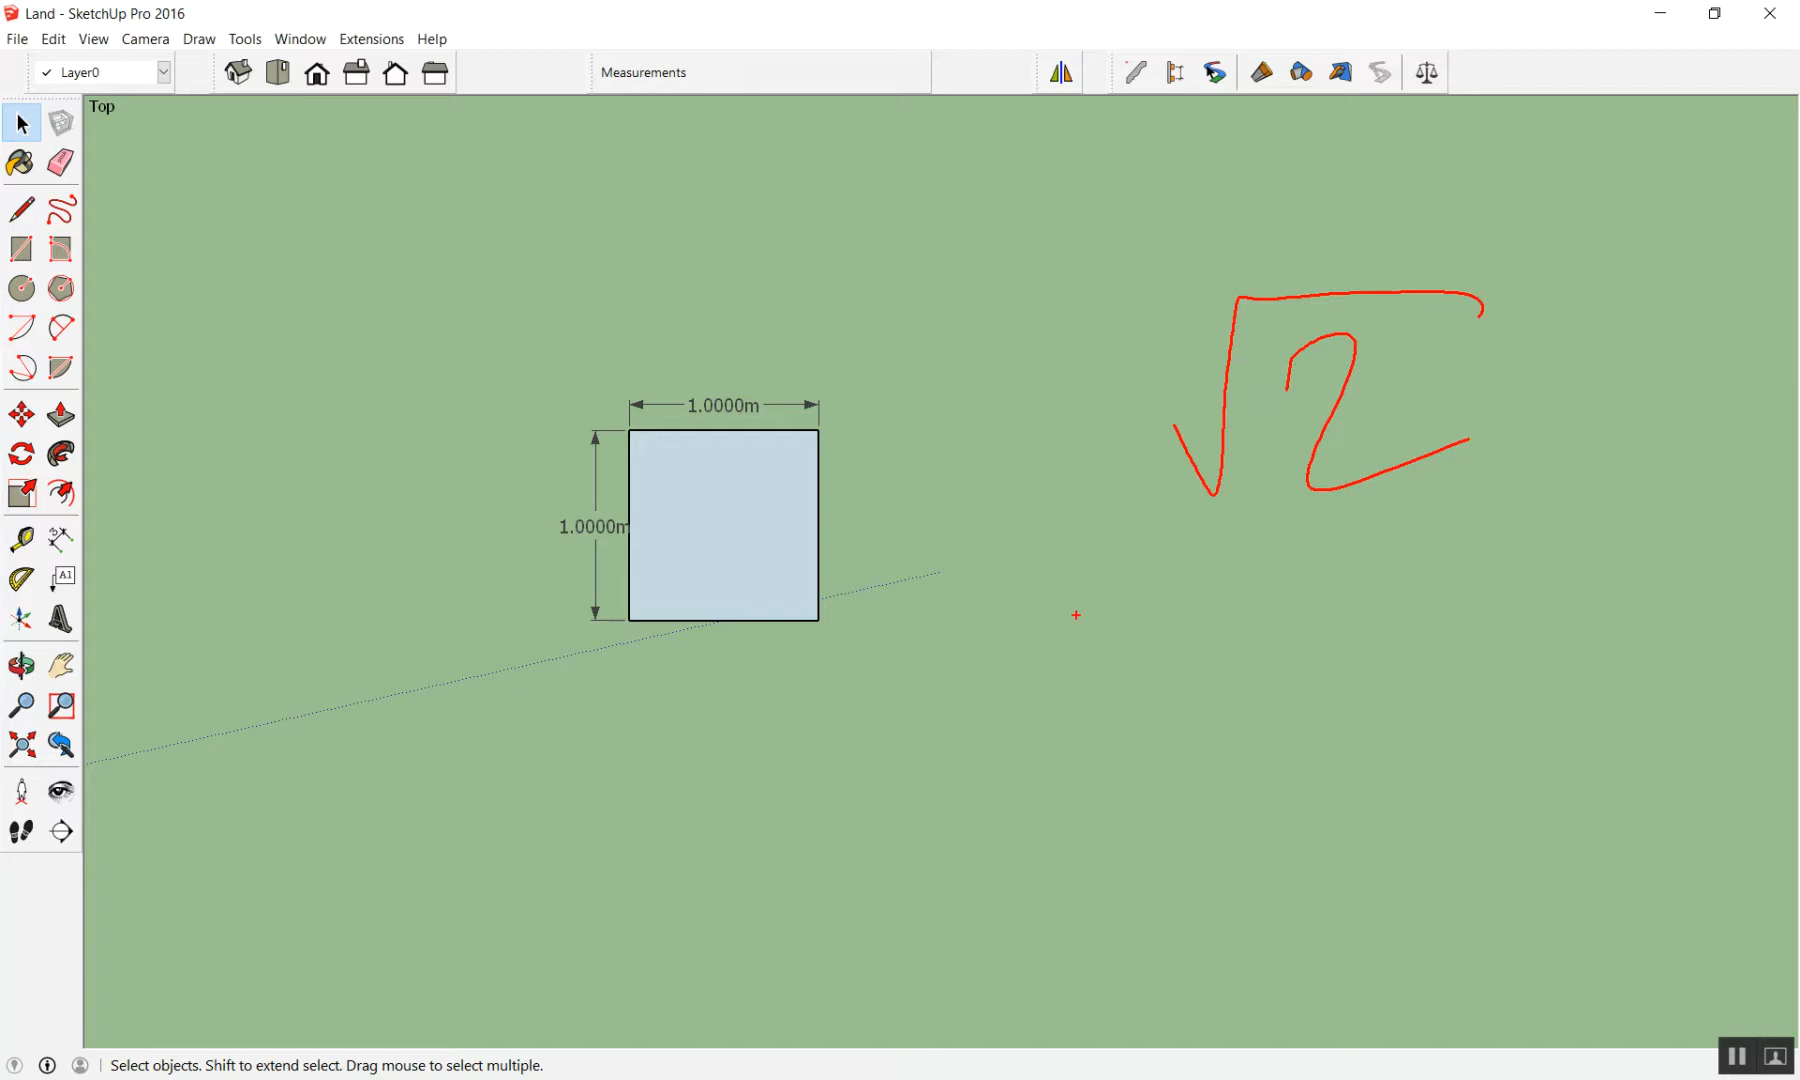 Land - SketchUp Pro 2016
File Edit View Camera Draw Tools Window Extensions Help
Layer0 Measurements
Top
√2
1.0000m
1.0000m
A1
Select objects. Shift to extend select. Drag mouse to select multiple.